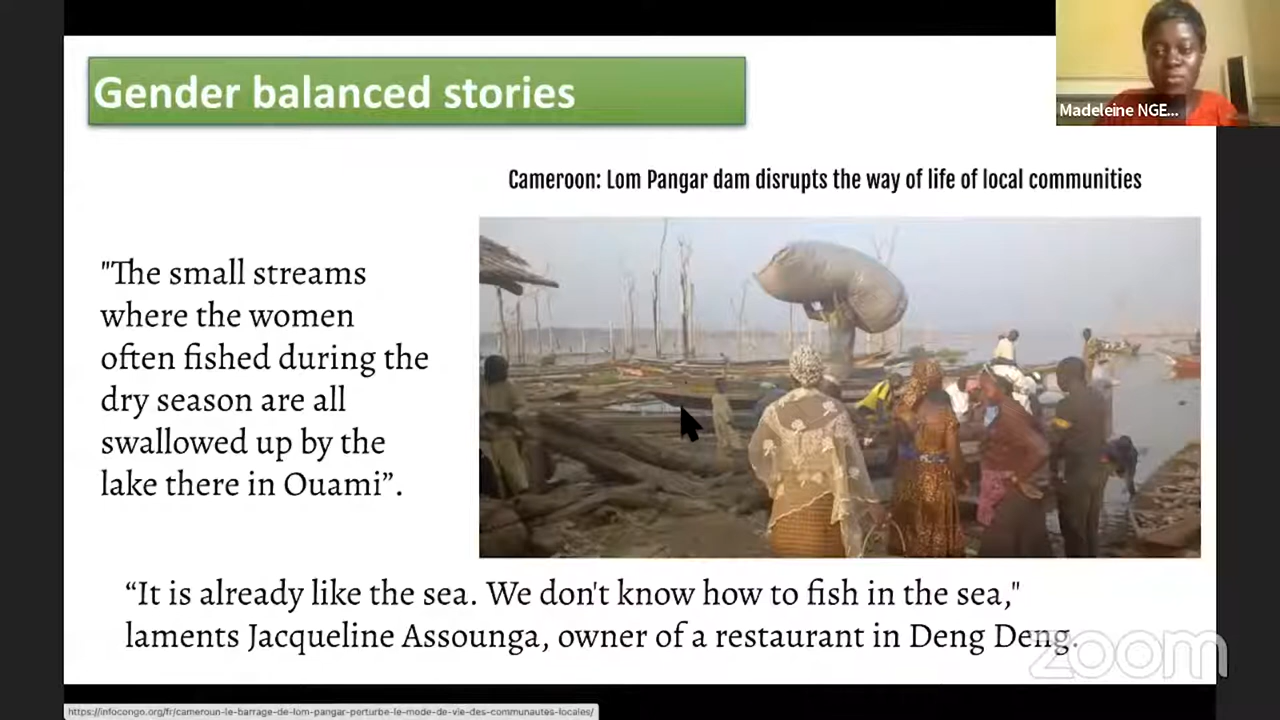 Gender balanced stories
Madeleine NGE...
Cameroon: Lom Pangar dam disrupts the way of life of local communities
"The small streams
where the women
often fished during the
dry season are all
swallowed up by the
lake there in Ouami”.
“It is already like the sea. We don't know how to fish in the sea,"
laments Jacqueline Assounga, owner of a restaurant in Deng Deng.
zoom
https://infocongo.org/fr/cameroun-le-barrage-de-lom-pangar-perturbe-le-mode-de-vie-des-communautes-locales/